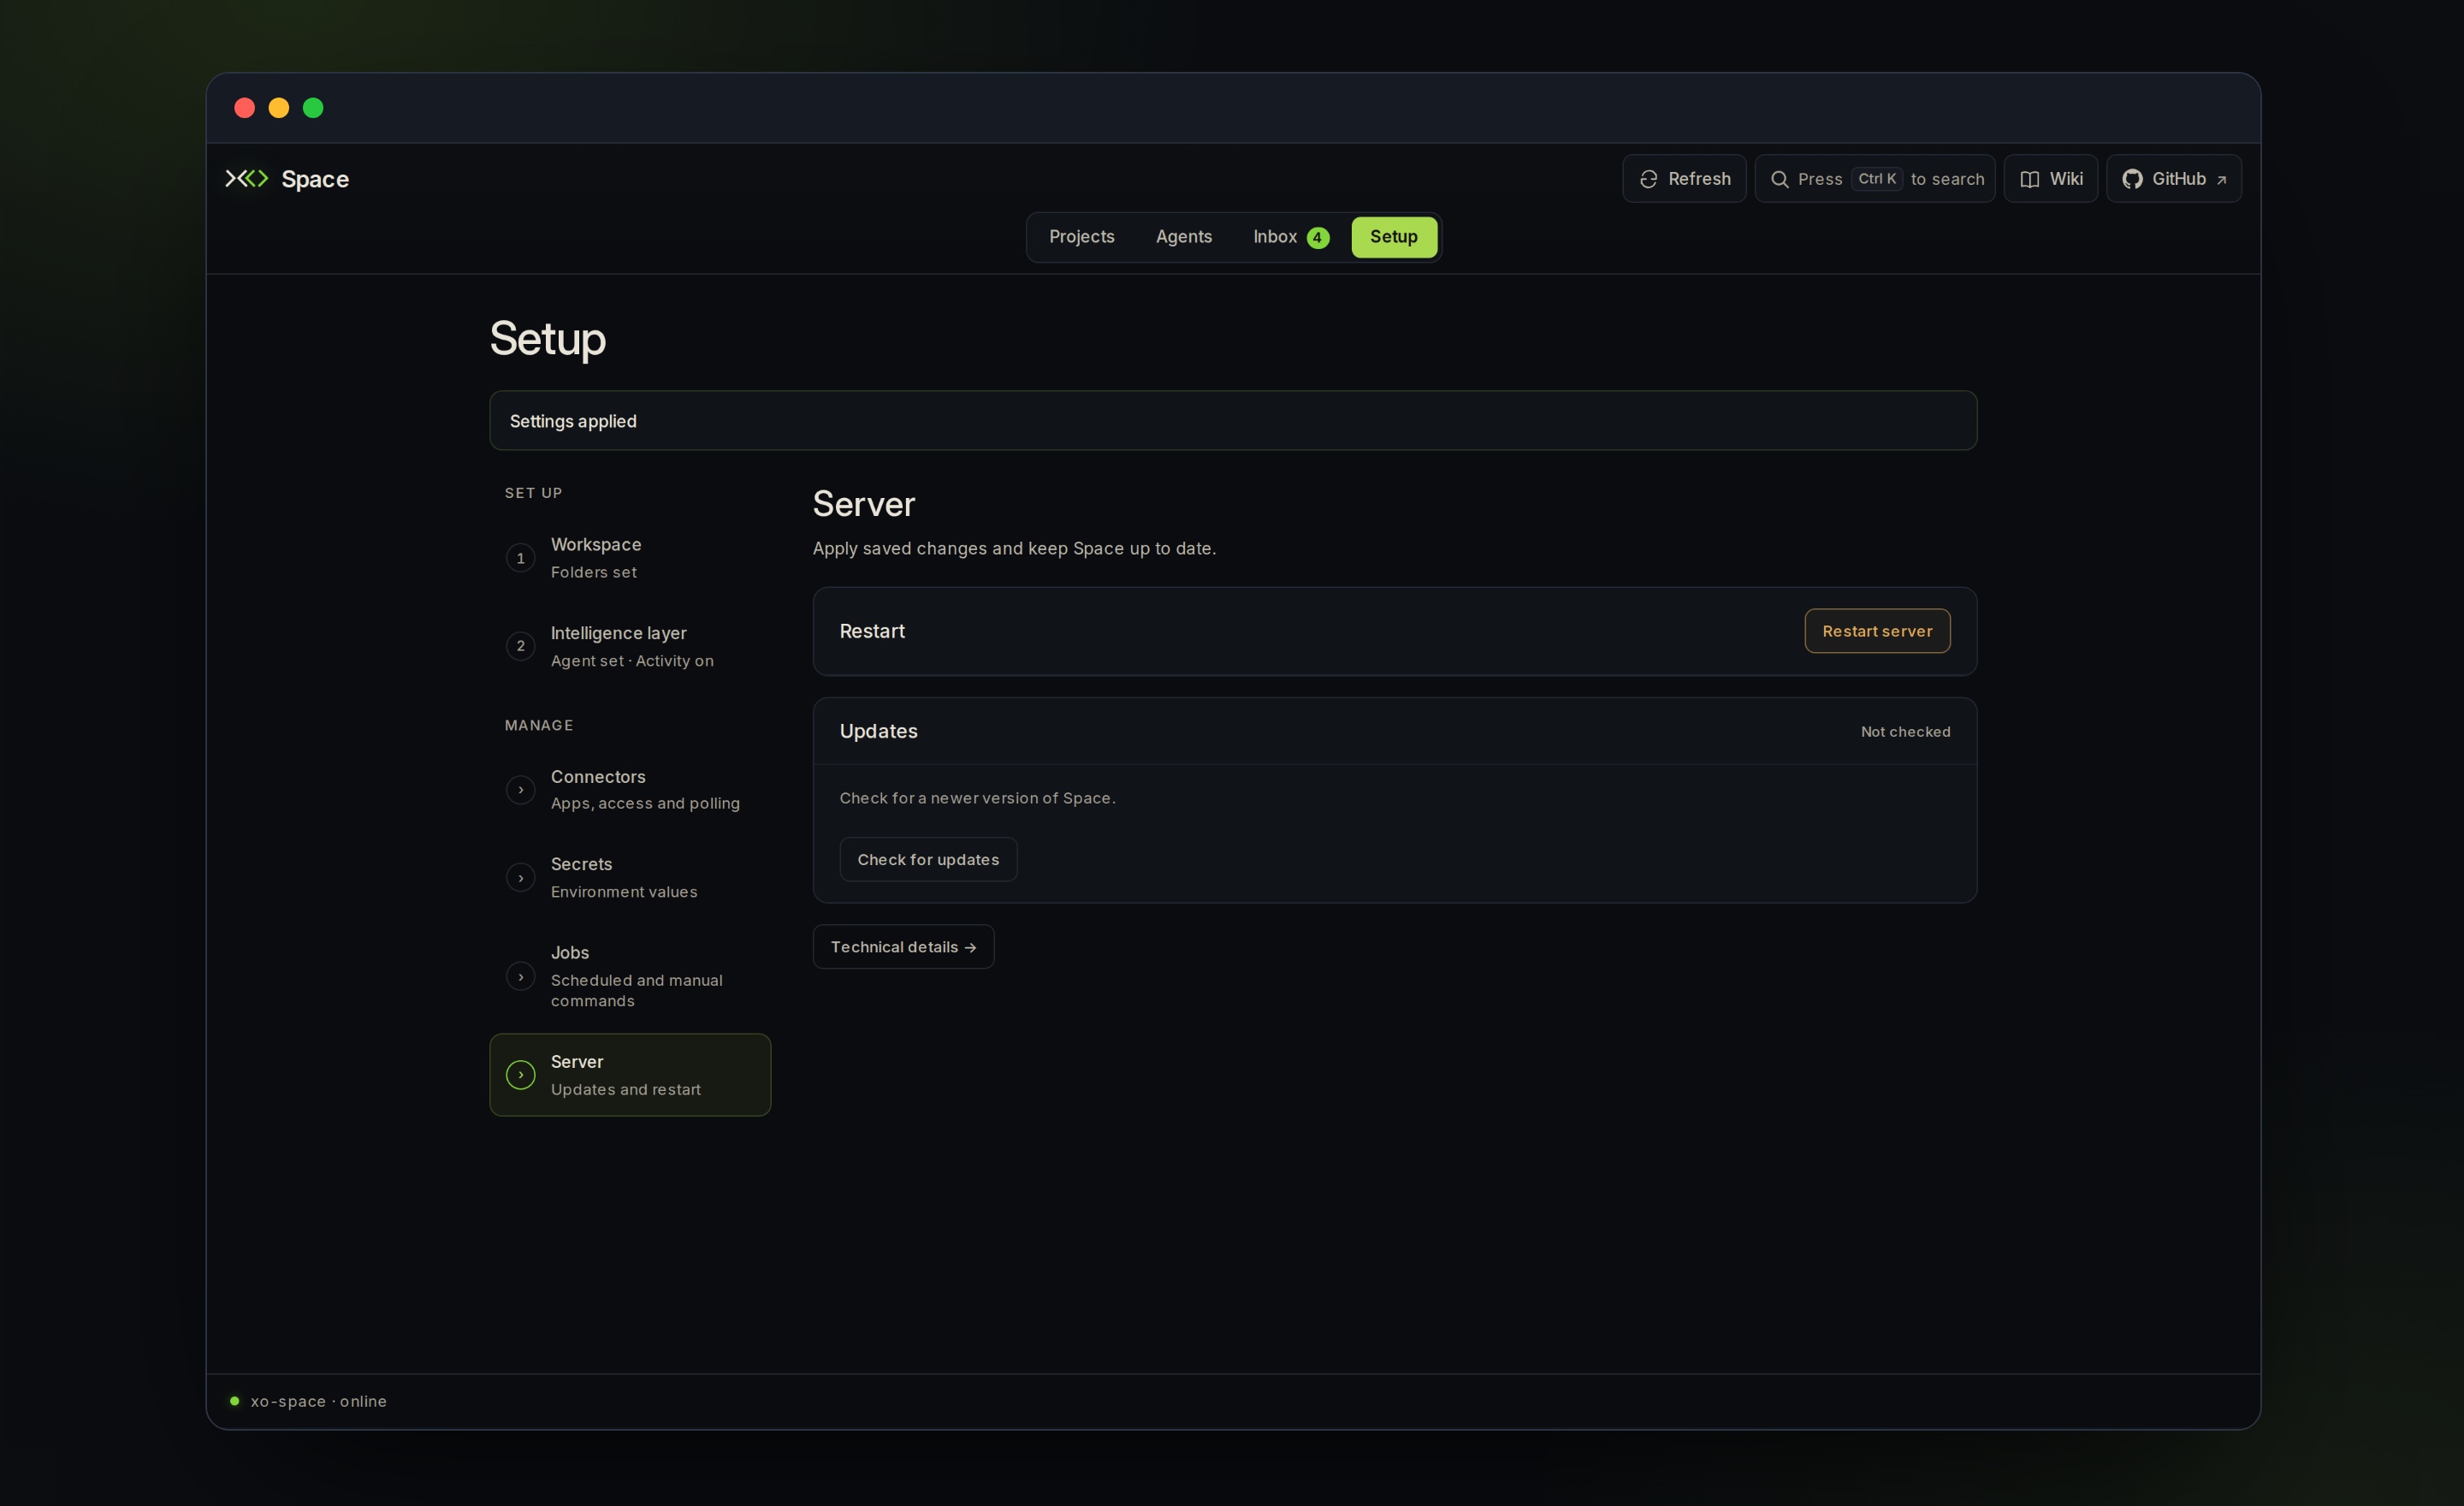 Space
Refresh
Press Ctrl K to search
Wiki
GitHub ↗
Projects
Agents
Inbox 4
Setup
Setup
Settings applied
SET UP
1
Workspace
Folders set
2
Intelligence layer
Agent set · Activity on
MANAGE
› Connectors
Apps, access and polling
› Secrets
Environment values
› Jobs
Scheduled and manual
commands
› Server
Updates and restart
Server
Apply saved changes and keep Space up to date.
Restart
Restart server
Updates
Not checked
Check for a newer version of Space.
Check for updates
Technical details →
xo-space · online